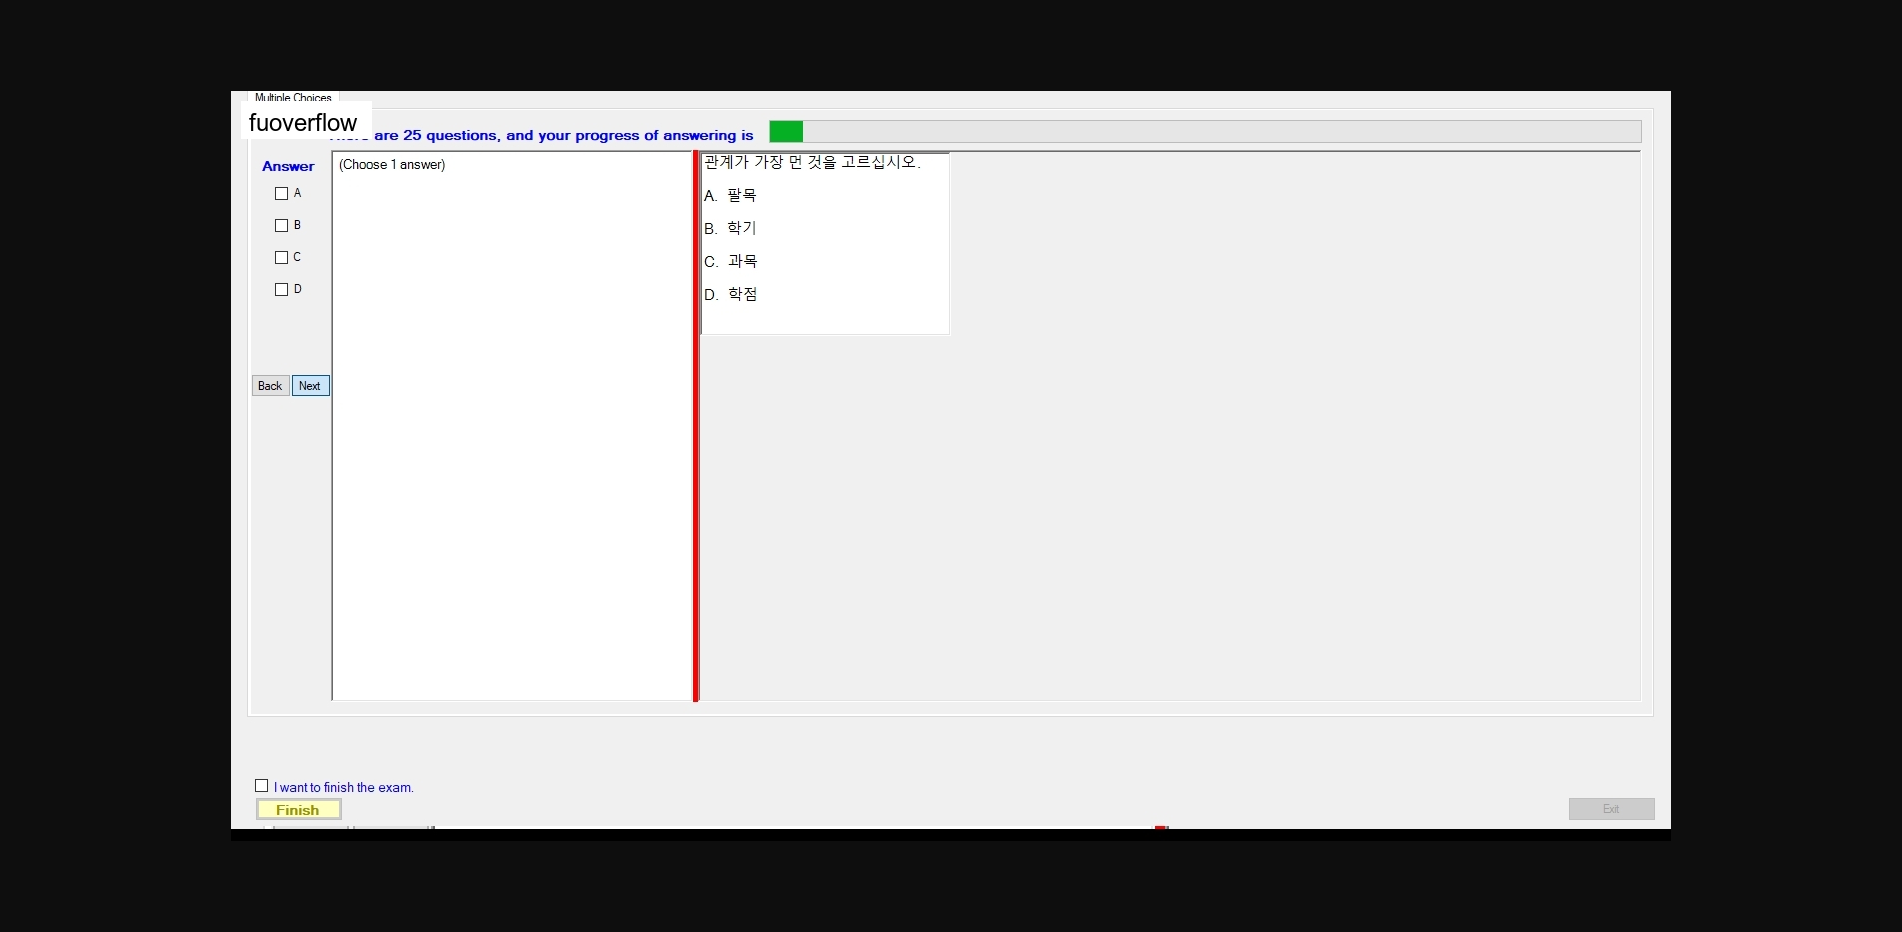 Multiple Choices
fuoverflow
are 25 questions, and your progress of answering is
Answer
A
B
C
D
Back Next
(Choose 1 answer)
관계가 가장 먼 것을 고르십시오.
A. 팔목
B. 학기
C. 과목
D. 학점
I want to finish the exam.
Finish
Exit